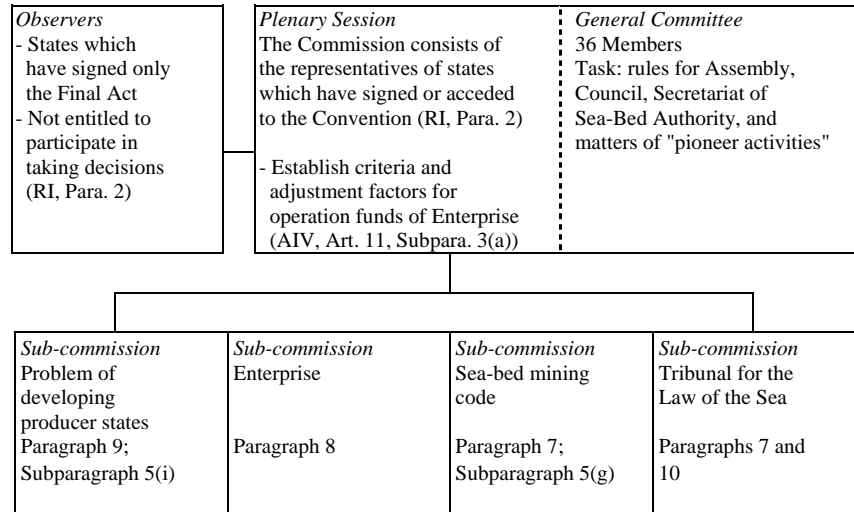 Observers
- States which
have signed only
the Final Act
- Not entitled to
participate in
taking decisions
(RI, Para. 2)
Plenary Session
The Commission consists of
the representatives of states
which have signed or acceded
to the Convention (RI, Para. 2)
- Establish criteria and
adjustment factors for
operation funds of Enterprise
(AIV, Art. 11, Subpara. 3(a))
General Committee
36 Members
Task: rules for Assembly,
Council, Secretariat of
Sea-Bed Authority, and
matters of "pioneer activities"
Sub-commission
Problem of
developing
producer states
Paragraph 9;
Subparagraph 5(i)
Sub-commission
Enterprise
Paragraph 8
Sub-commission
Sea-bed mining
code
Paragraph 7;
Subparagraph 5(g)
Sub-commission
Tribunal for the
Law of the Sea
Paragraphs 7 and
10